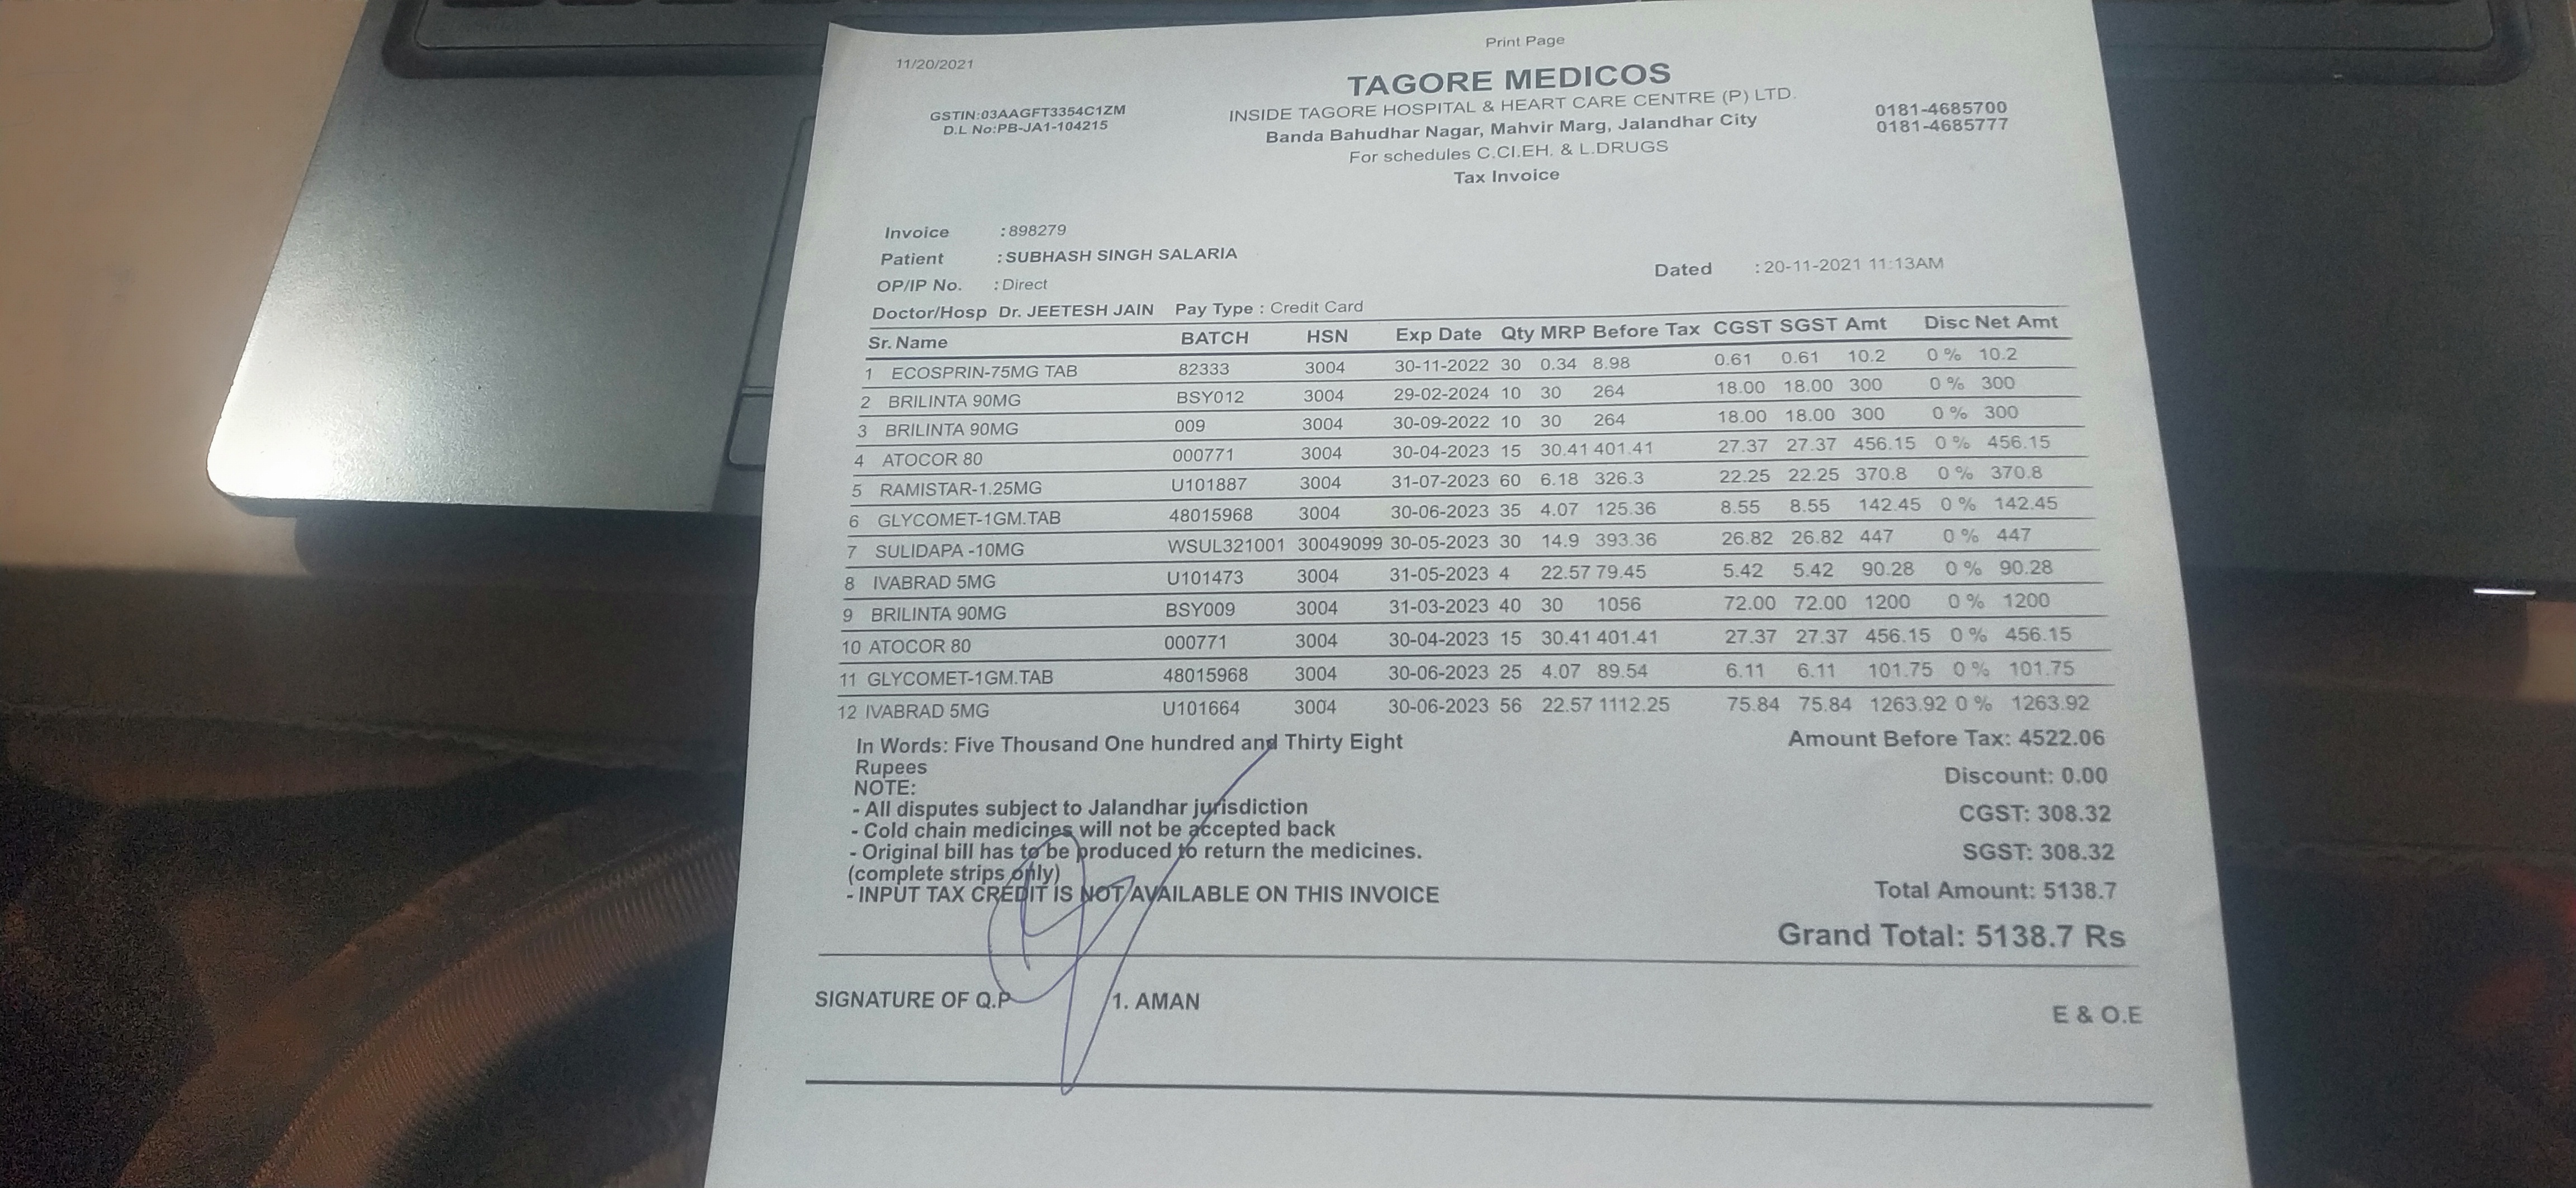 Print Page
11/20/2021
TAGORE MEDICOS
GSTIN:03AAGFT3354C1ZM
D.L No:PB-JA1-104215
INSIDE TAGORE HOSPITAL & HEART CARE CENTRE (P) LTD.
Banda Bahudhar Nagar, Mahvir Marg, Jalandhar City
0181-4685700
0181-4685777
For schedules C.CI.EH. & L.DRUGS
Tax Invoice
Invoice : 898279
Patient : SUBHASH SINGH SALARIA
OP/IP No. : Direct
Dated : 20-11-2021 11:13AM
Doctor/Hosp Dr. JEETESH JAIN Pay Type : Credit Card
Sr. Name BATCH HSN Exp Date Qty MRP Before Tax CGST SGST Amt Disc Net Amt
1 ECOSPRIN-75MG TAB 82333 3004 30-11-2022 30 0.34 8.98 0.61 0.61 10.2 0 % 10.2
2 BRILINTA 90MG BSY012 3004 29-02-2024 10 30 264 18.00 18.00 300 0 % 300
3 BRILINTA 90MG 009 3004 30-09-2022 10 30 264 18.00 18.00 300 0 % 300
4 ATOCOR 80 000771 3004 30-04-2023 15 30.41 401.41 27.37 27.37 456.15 0 % 456.15
5 RAMISTAR-1.25MG U101887 3004 31-07-2023 60 6.18 326.3 22.25 22.25 370.8 0 % 370.8
6 GLYCOMET-1GM.TAB 48015968 3004 30-06-2023 35 4.07 125.36 8.55 8.55 142.45 0 % 142.45
7 SULIDAPA -10MG WSUL321001 30049099 30-05-2023 30 14.9 393.36 26.82 26.82 447 0 % 447
8 IVABRAD 5MG U101473 3004 31-05-2023 4 22.57 79.45 5.42 5.42 90.28 0 % 90.28
9 BRILINTA 90MG BSY009 3004 31-03-2023 40 30 1056 72.00 72.00 1200 0 % 1200
10 ATOCOR 80 000771 3004 30-04-2023 15 30.41 401.41 27.37 27.37 456.15 0 % 456.15
11 GLYCOMET-1GM.TAB 48015968 3004 30-06-2023 25 4.07 89.54 6.11 6.11 101.75 0 % 101.75
12 IVABRAD 5MG U101664 3004 30-06-2023 56 22.57 1112.25 75.84 75.84 1263.92 0 % 1263.92
In Words: Five Thousand One hundred and Thirty Eight
Rupees
NOTE:
- All disputes subject to Jalandhar jurisdiction
- Cold chain medicines will not be accepted back
- Original bill has to be produced to return the medicines.
(complete strips only)
- INPUT TAX CREDIT IS NOT AVAILABLE ON THIS INVOICE
Amount Before Tax: 4522.06
Discount: 0.00
CGST: 308.32
SGST: 308.32
Total Amount: 5138.7
Grand Total: 5138.7 Rs
SIGNATURE OF Q.P 1. AMAN
E & O.E